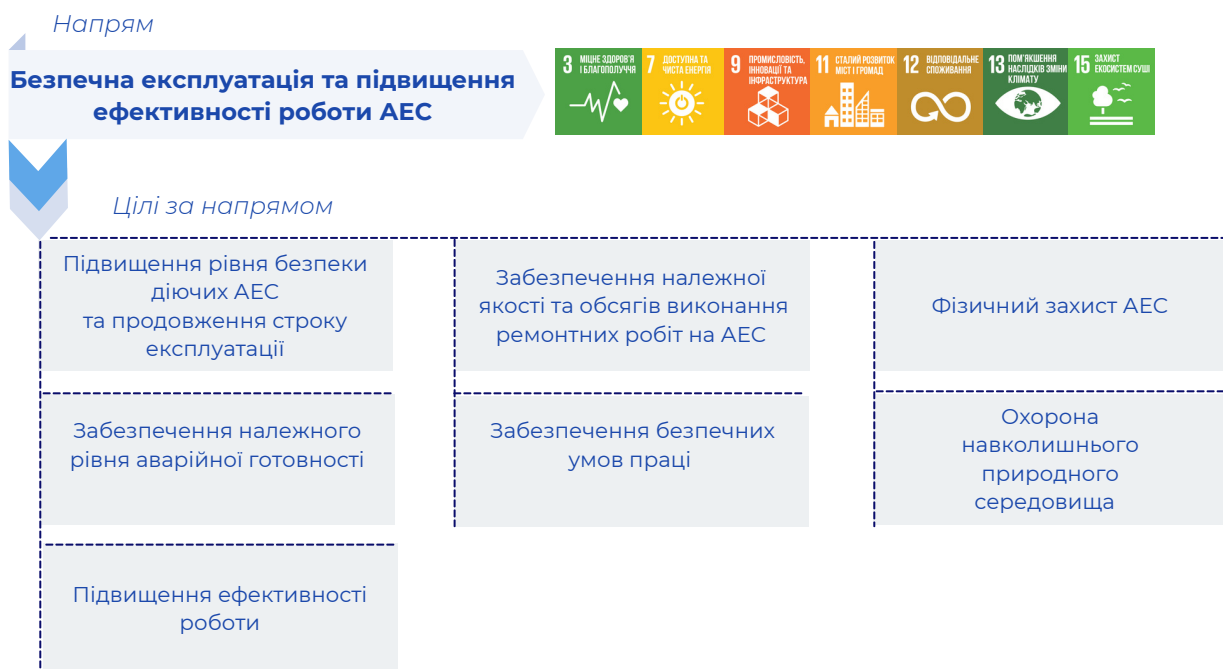 Напрям
Безпечна експлуатація та підвищення
ефективності роботи АЕС
3 МІЦНЕ ЗДОРОВ'Я
І БЛАГОПОЛУЧЧЯ
7 ДОСТУПНА ТА
ЧИСТА ЕНЕРГІЯ
9 ПРОМИСЛОВІСТЬ,
ІННОВАЦІЇ ТА
ІНФРАСТРУКТУРА
11 СТАЛИЙ РОЗВИТОК
МІСТ І ГРОМАД
12 ВІДПОВІДАЛЬНЕ
СПОЖИВАННЯ
13 ПОМ'ЯКШЕННЯ
НАСЛІДКІВ ЗМІНИ
КЛІМАТУ
15 ЗАХИСТ
ЕКОСИСТЕМ СУШІ
Цілі за напрямом
Підвищення рівня безпеки
діючих АЕС
та продовження строку
експлуатації
Забезпечення належної
якості та обсягів виконання
ремонтних робіт на АЕС
Фізичний захист АЕС
Забезпечення належного
рівня аварійної готовності
Забезпечення безпечних
умов праці
Охорона
навколишнього
природного
середовища
Підвищення ефективності
роботи